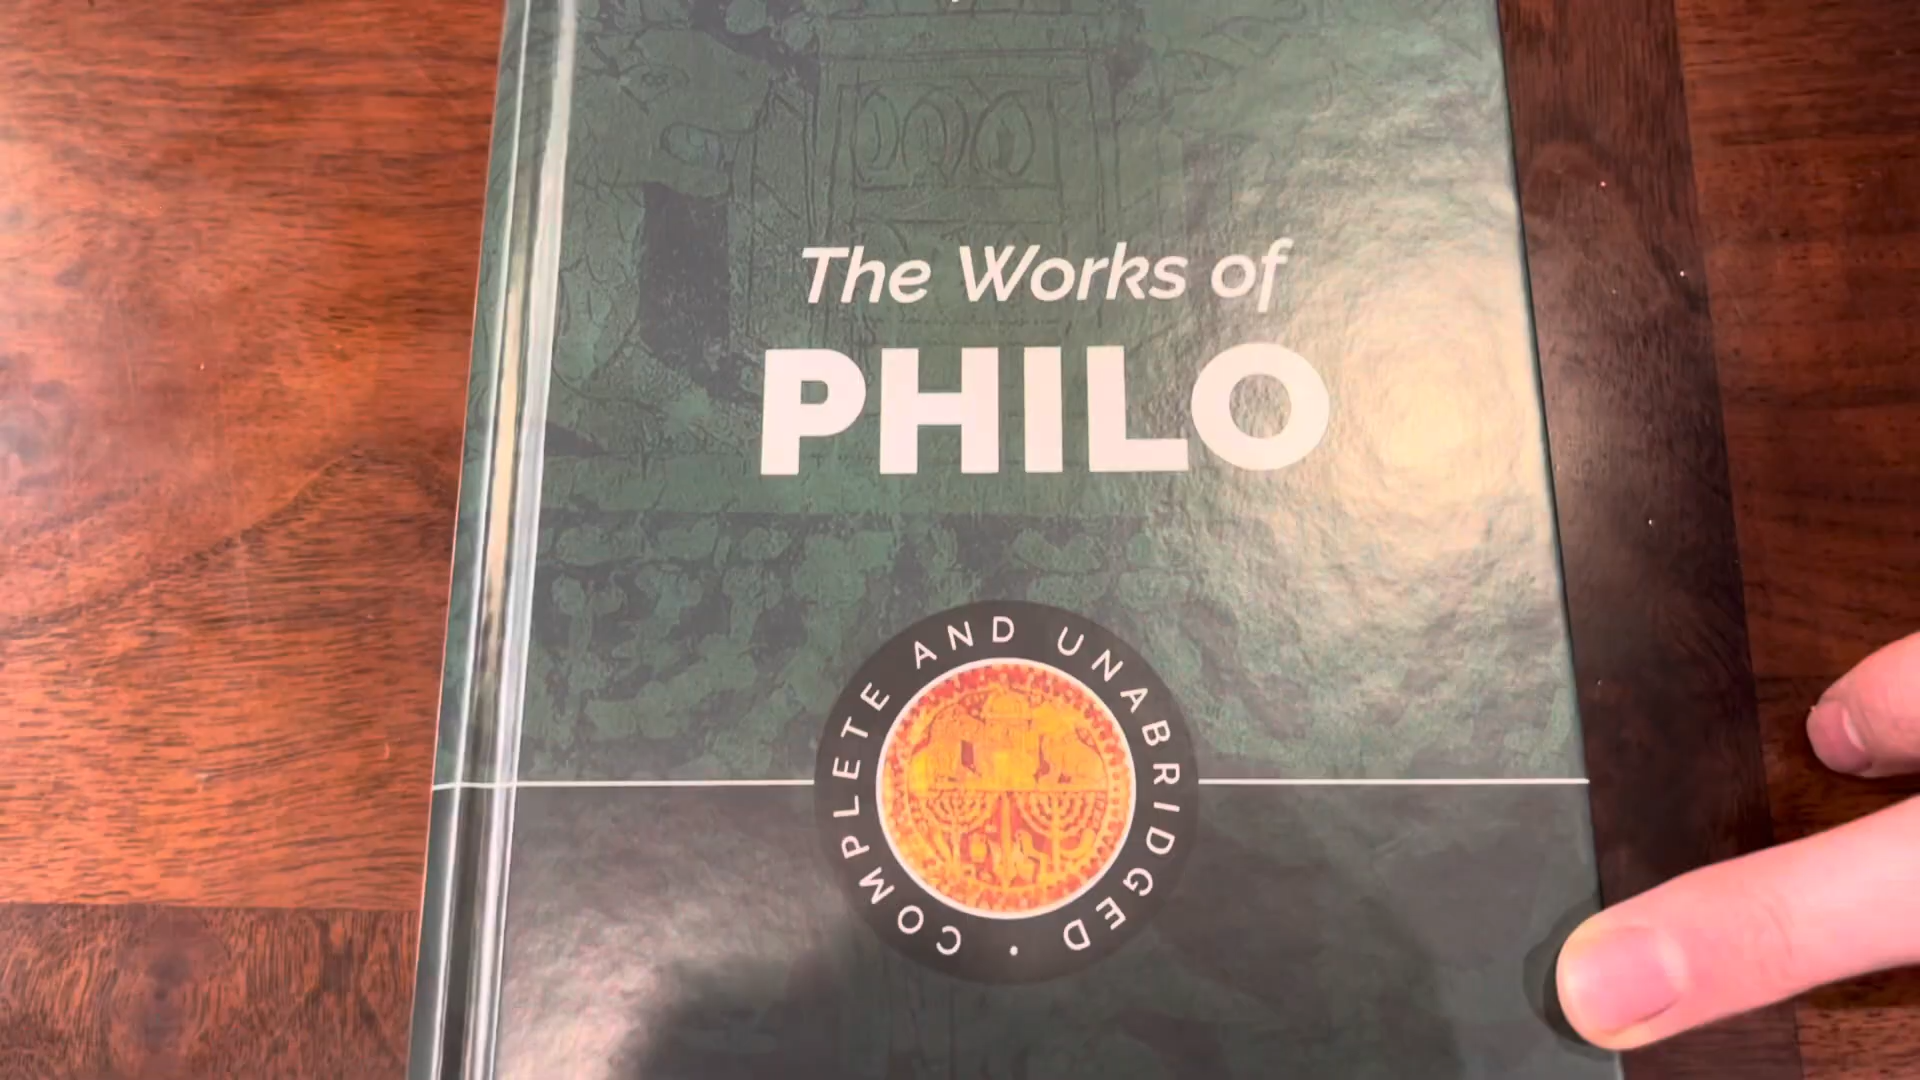 The Works of
PHILO
COMPLETE AND UNABRIDGED •